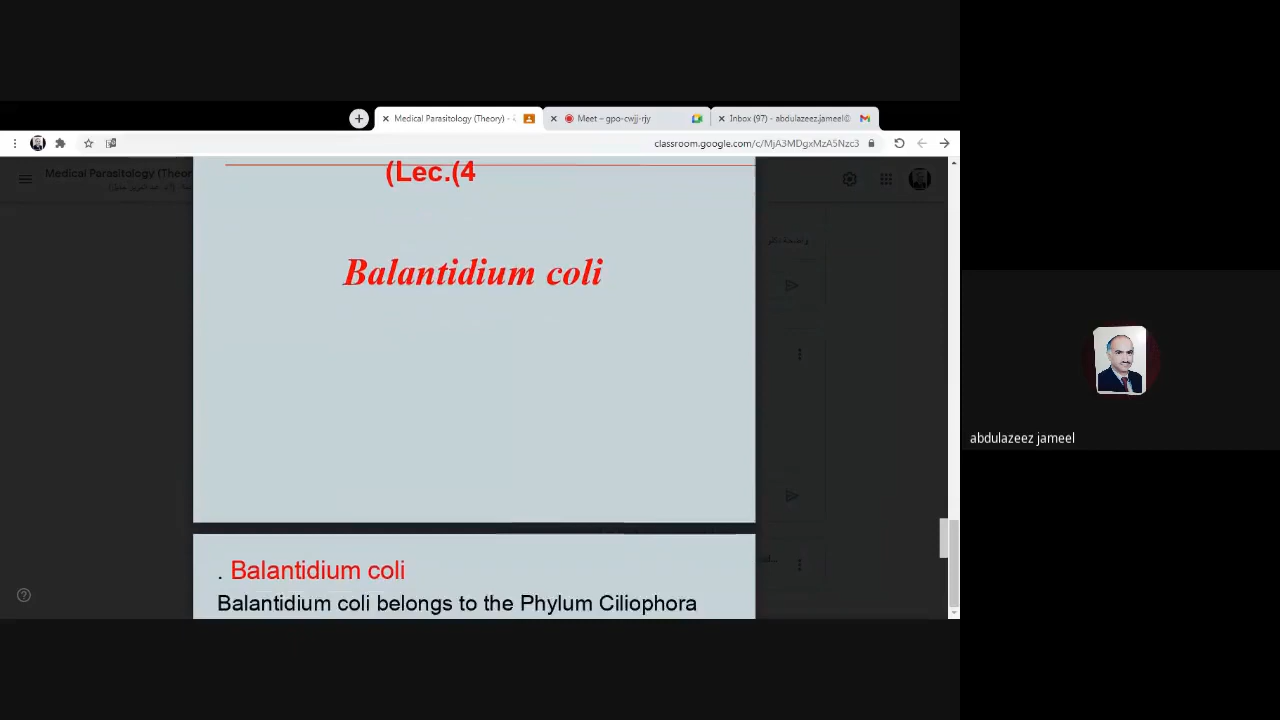 Medical Parasitology (Theory) -
Meet – gpo-cwjj-rjy
Inbox (97) - abdulazeez.jameel@
classroom.google.com/c/MjA3MDgxMzA5Nzc3
Medical Parasitology (Theor
(Lec.(4
Balantidium coli
. Balantidium coli
Balantidium coli belongs to the Phylum Ciliophora
abdulazeez jameel